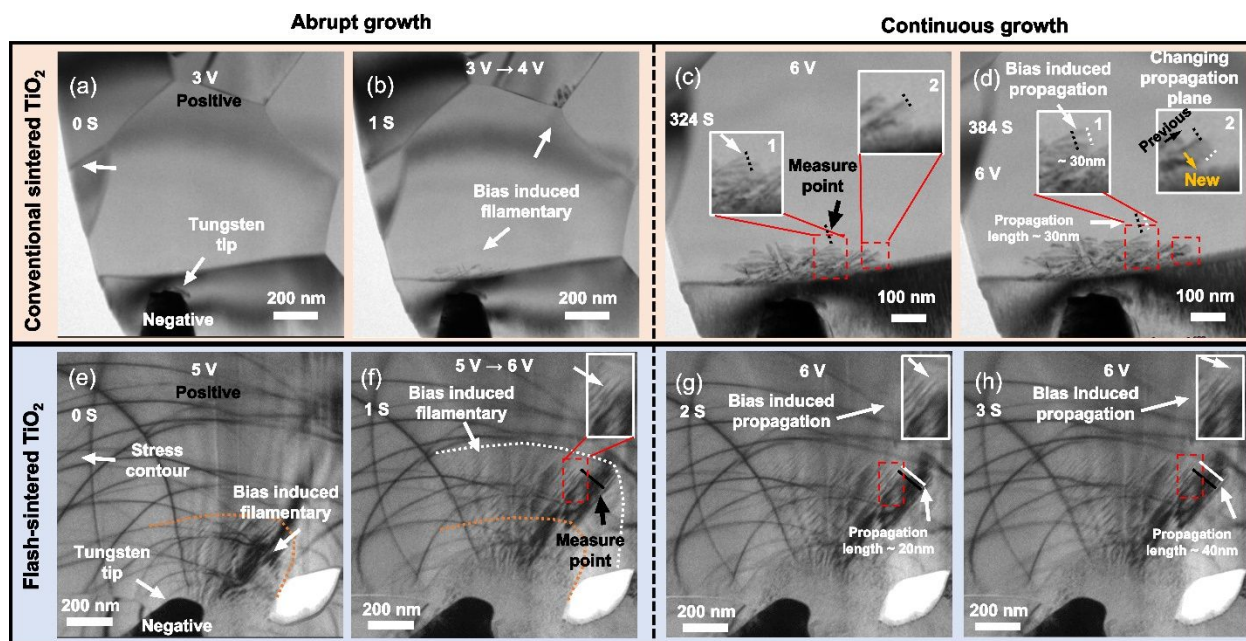 Abrupt growth
Continuous growth
Conventional sintered TiO₂
(a)
3 V
Positive
0 S
Tungsten
tip
Negative
200 nm
(b)
3 V → 4 V
1 S
Bias induced
filamentary
200 nm
(c)
6 V
324 S
1
2
Measure
point
100 nm
(d)
Bias induced
propagation
Changing
propagation
plane
384 S
6 V
1
~ 30nm
Previous
2
New
Propagation
length ~ 30nm
100 nm
Flash-sintered TiO₂
(e)
5 V
Positive
0 S
Stress
contour
Bias induced
filamentary
Tungsten
tip
200 nm
Negative
(f)
5 V → 6 V
1 S
Bias induced
filamentary
Measure
point
200 nm
(g)
6 V
2 S
Bias induced
propagation
Propagation
length ~ 20nm
200 nm
(h)
6 V
3 S
Bias Induced
propagation
Propagation
length ~ 40nm
200 nm